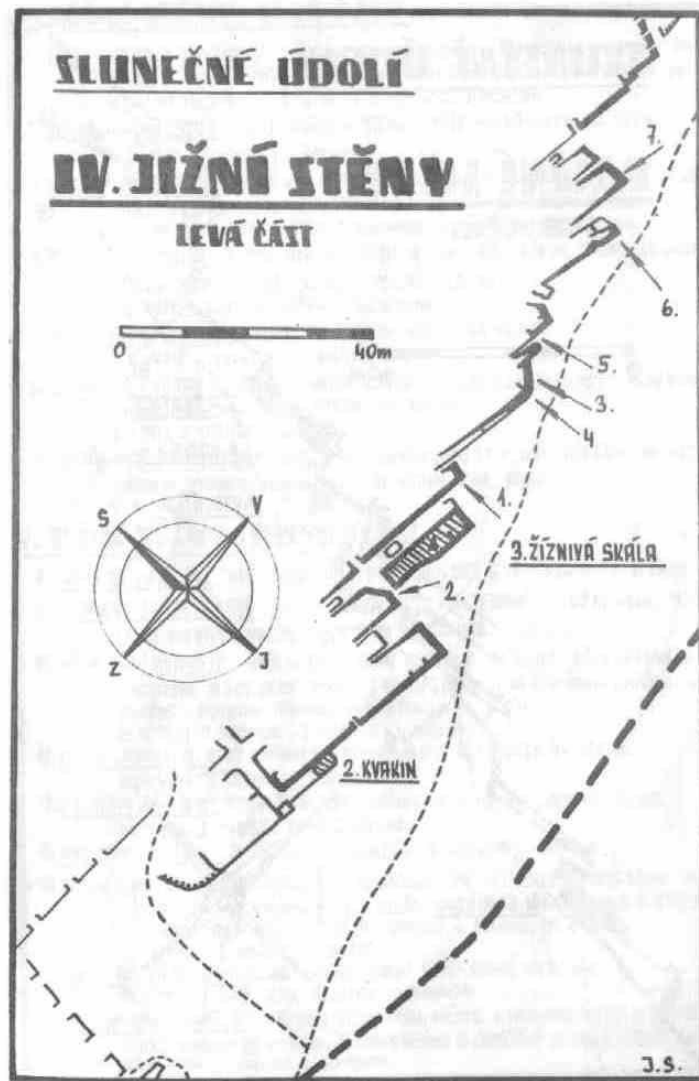 SLUNEČNÉ ÚDOLÍ
IV. JIŽNÍ STĚNY
LEVÁ ČÁST
0 40m
7.
6.
5.
3.
4
1.
S V
3. ŽÍZNIVÁ SKÁLA
2.
Z J
2. KVAKIN
J.S.